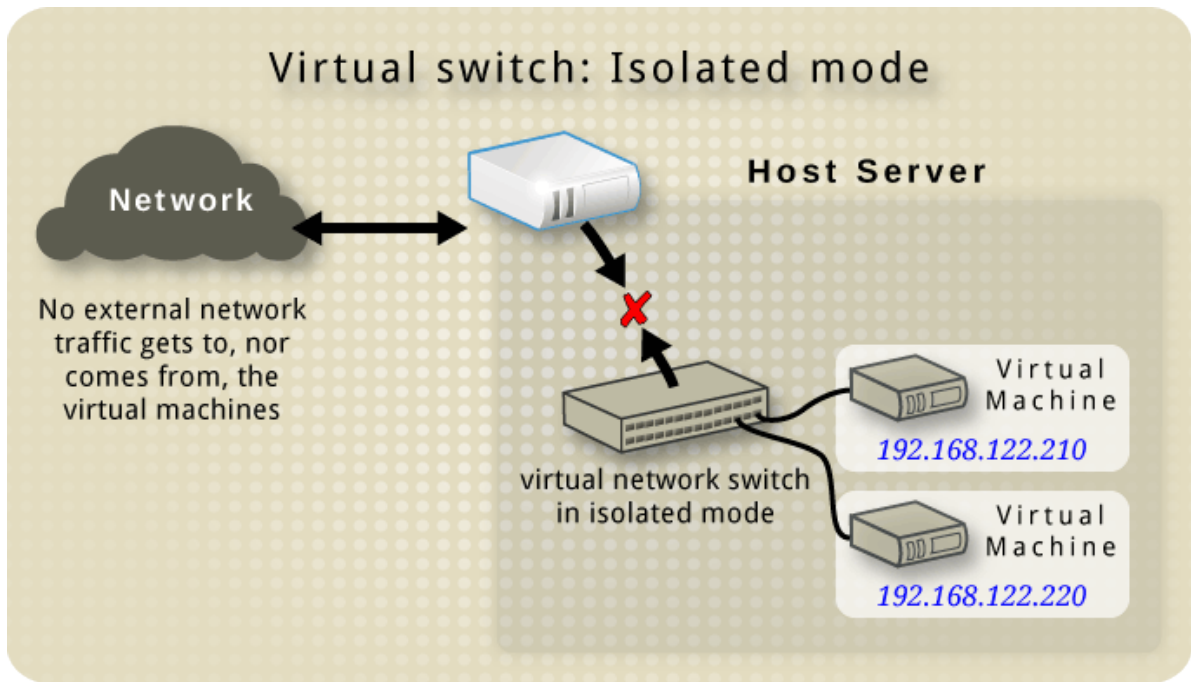 Virtual switch: Isolated mode
Network
Host Server
No external network
traffic gets to, nor
comes from, the
virtual machines
virtual network switch
in isolated mode
Virtual
Machine
192.168.122.210
Virtual
Machine
192.168.122.220